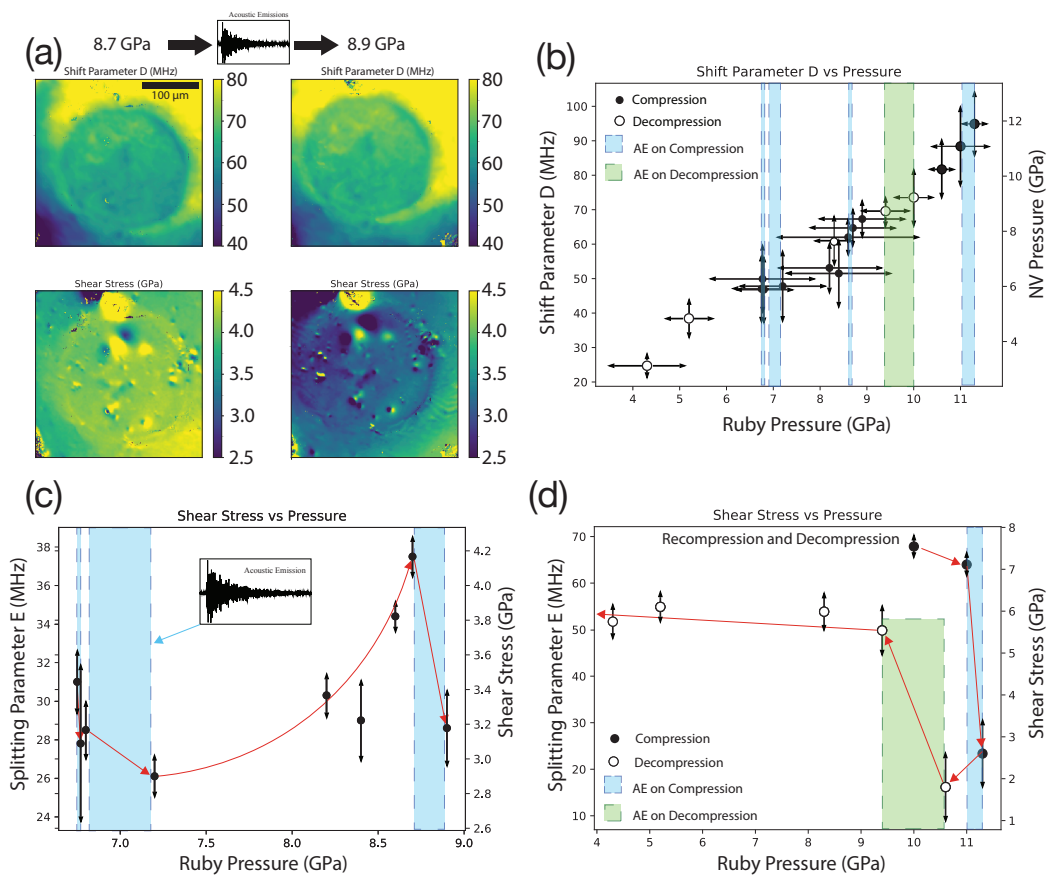 Acoustic Emissions
(a)
8.7 GPa
8.9 GPa
Shift Parameter D (MHz)
Shift Parameter D (MHz)
100 µm
80
70
60
50
40
80
70
60
50
40
Shear Stress (GPa)
Shear Stress (GPa)
4.5
4.0
3.5
3.0
2.5
4.5
4.0
3.5
3.0
2.5
(b)
Shift Parameter D vs Pressure
Compression
Decompression
AE on Compression
AE on Decompression
Shift Parameter D (MHz)
100
90
80
70
60
50
40
30
20
NV Pressure (GPa)
12
10
8
6
4
4
5
6
7
8
9
10
11
Ruby Pressure (GPa)
(c)
Shear Stress vs Pressure
Acoustic Emission
Splitting Parameter E (MHz)
38
36
34
32
30
28
26
24
Shear Stress (GPa)
4.2
4.0
3.8
3.6
3.4
3.2
3.0
2.8
2.6
7.0
7.5
8.0
8.5
9.0
Ruby Pressure (GPa)
(d)
Shear Stress vs Pressure
Recompression and Decompression
Splitting Parameter E (MHz)
70
60
50
40
30
20
10
Shear Stress (GPa)
8
7
6
5
4
3
2
1
Compression
Decompression
AE on Compression
AE on Decompression
4
5
6
7
8
9
10
11
Ruby Pressure (GPa)